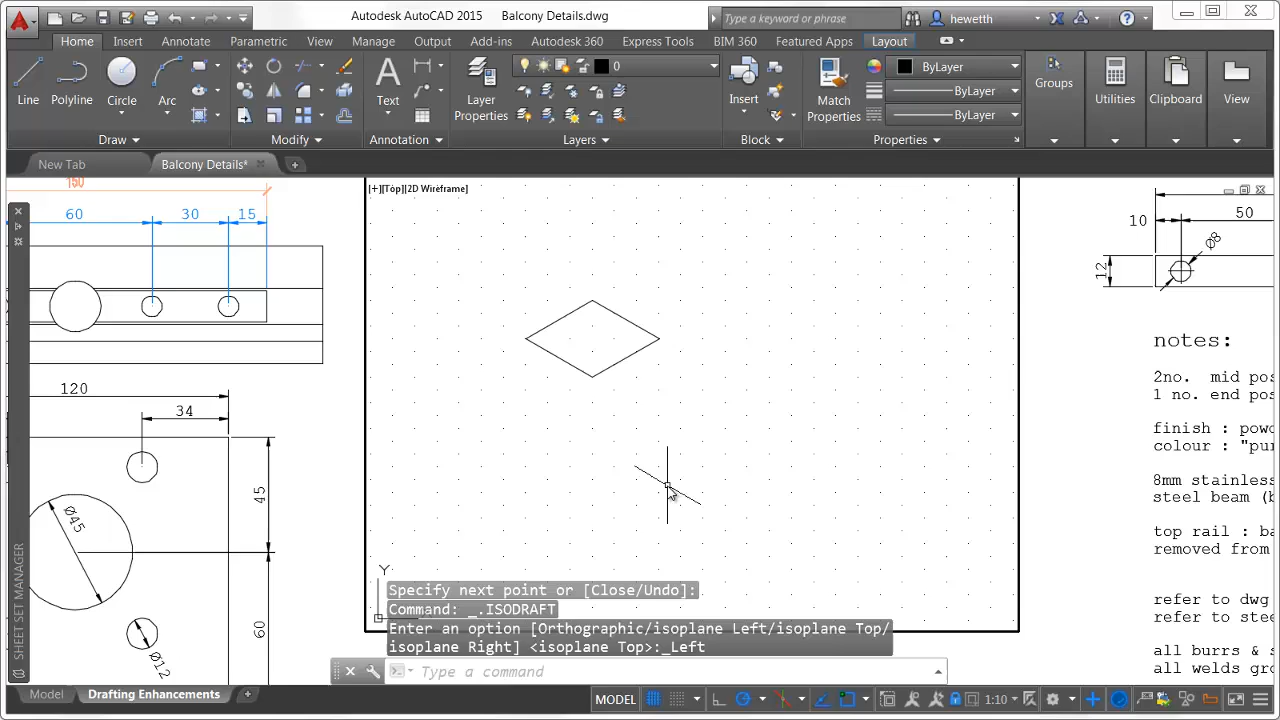 Autodesk AutoCAD 2015 Balcony Details.dwg
Type a keyword or phrase
hewetth
Home Insert Annotate Parametric View Manage Output Add-ins Autodesk 360 Express Tools BIM 360 Featured Apps Layout
Line
Polyline
Circle
Arc
Draw
Modify
Text
Annotation
Layer
Properties
0
Layers
Insert
Block
Match
Properties
ByLayer
ByLayer
ByLayer
Properties
Groups
Utilities
Clipboard
View
New Tab
Balcony Details*
150
60
30
15
120
34
45
Ø45
60
Ø12
SHEET SET MANAGER
[+][Top][2D Wireframe]
Y
10
50
Ø8
12
notes:
2no. mid pos
1 no. end pos
finish : powd
colour : "pur
8mm stainless
steel beam (b
top rail : ba
removed from
refer to dwg
refer to stee
all burrs & s
all welds gro
Specify next point or [Close/Undo]:
Command: _.ISODRAFT
Enter an option [Orthographic/isoplane Left/isoplane Top/
isoplane Right] <isoplane Top>:_Left
Type a command
Model
Drafting Enhancements
MODEL
1:10